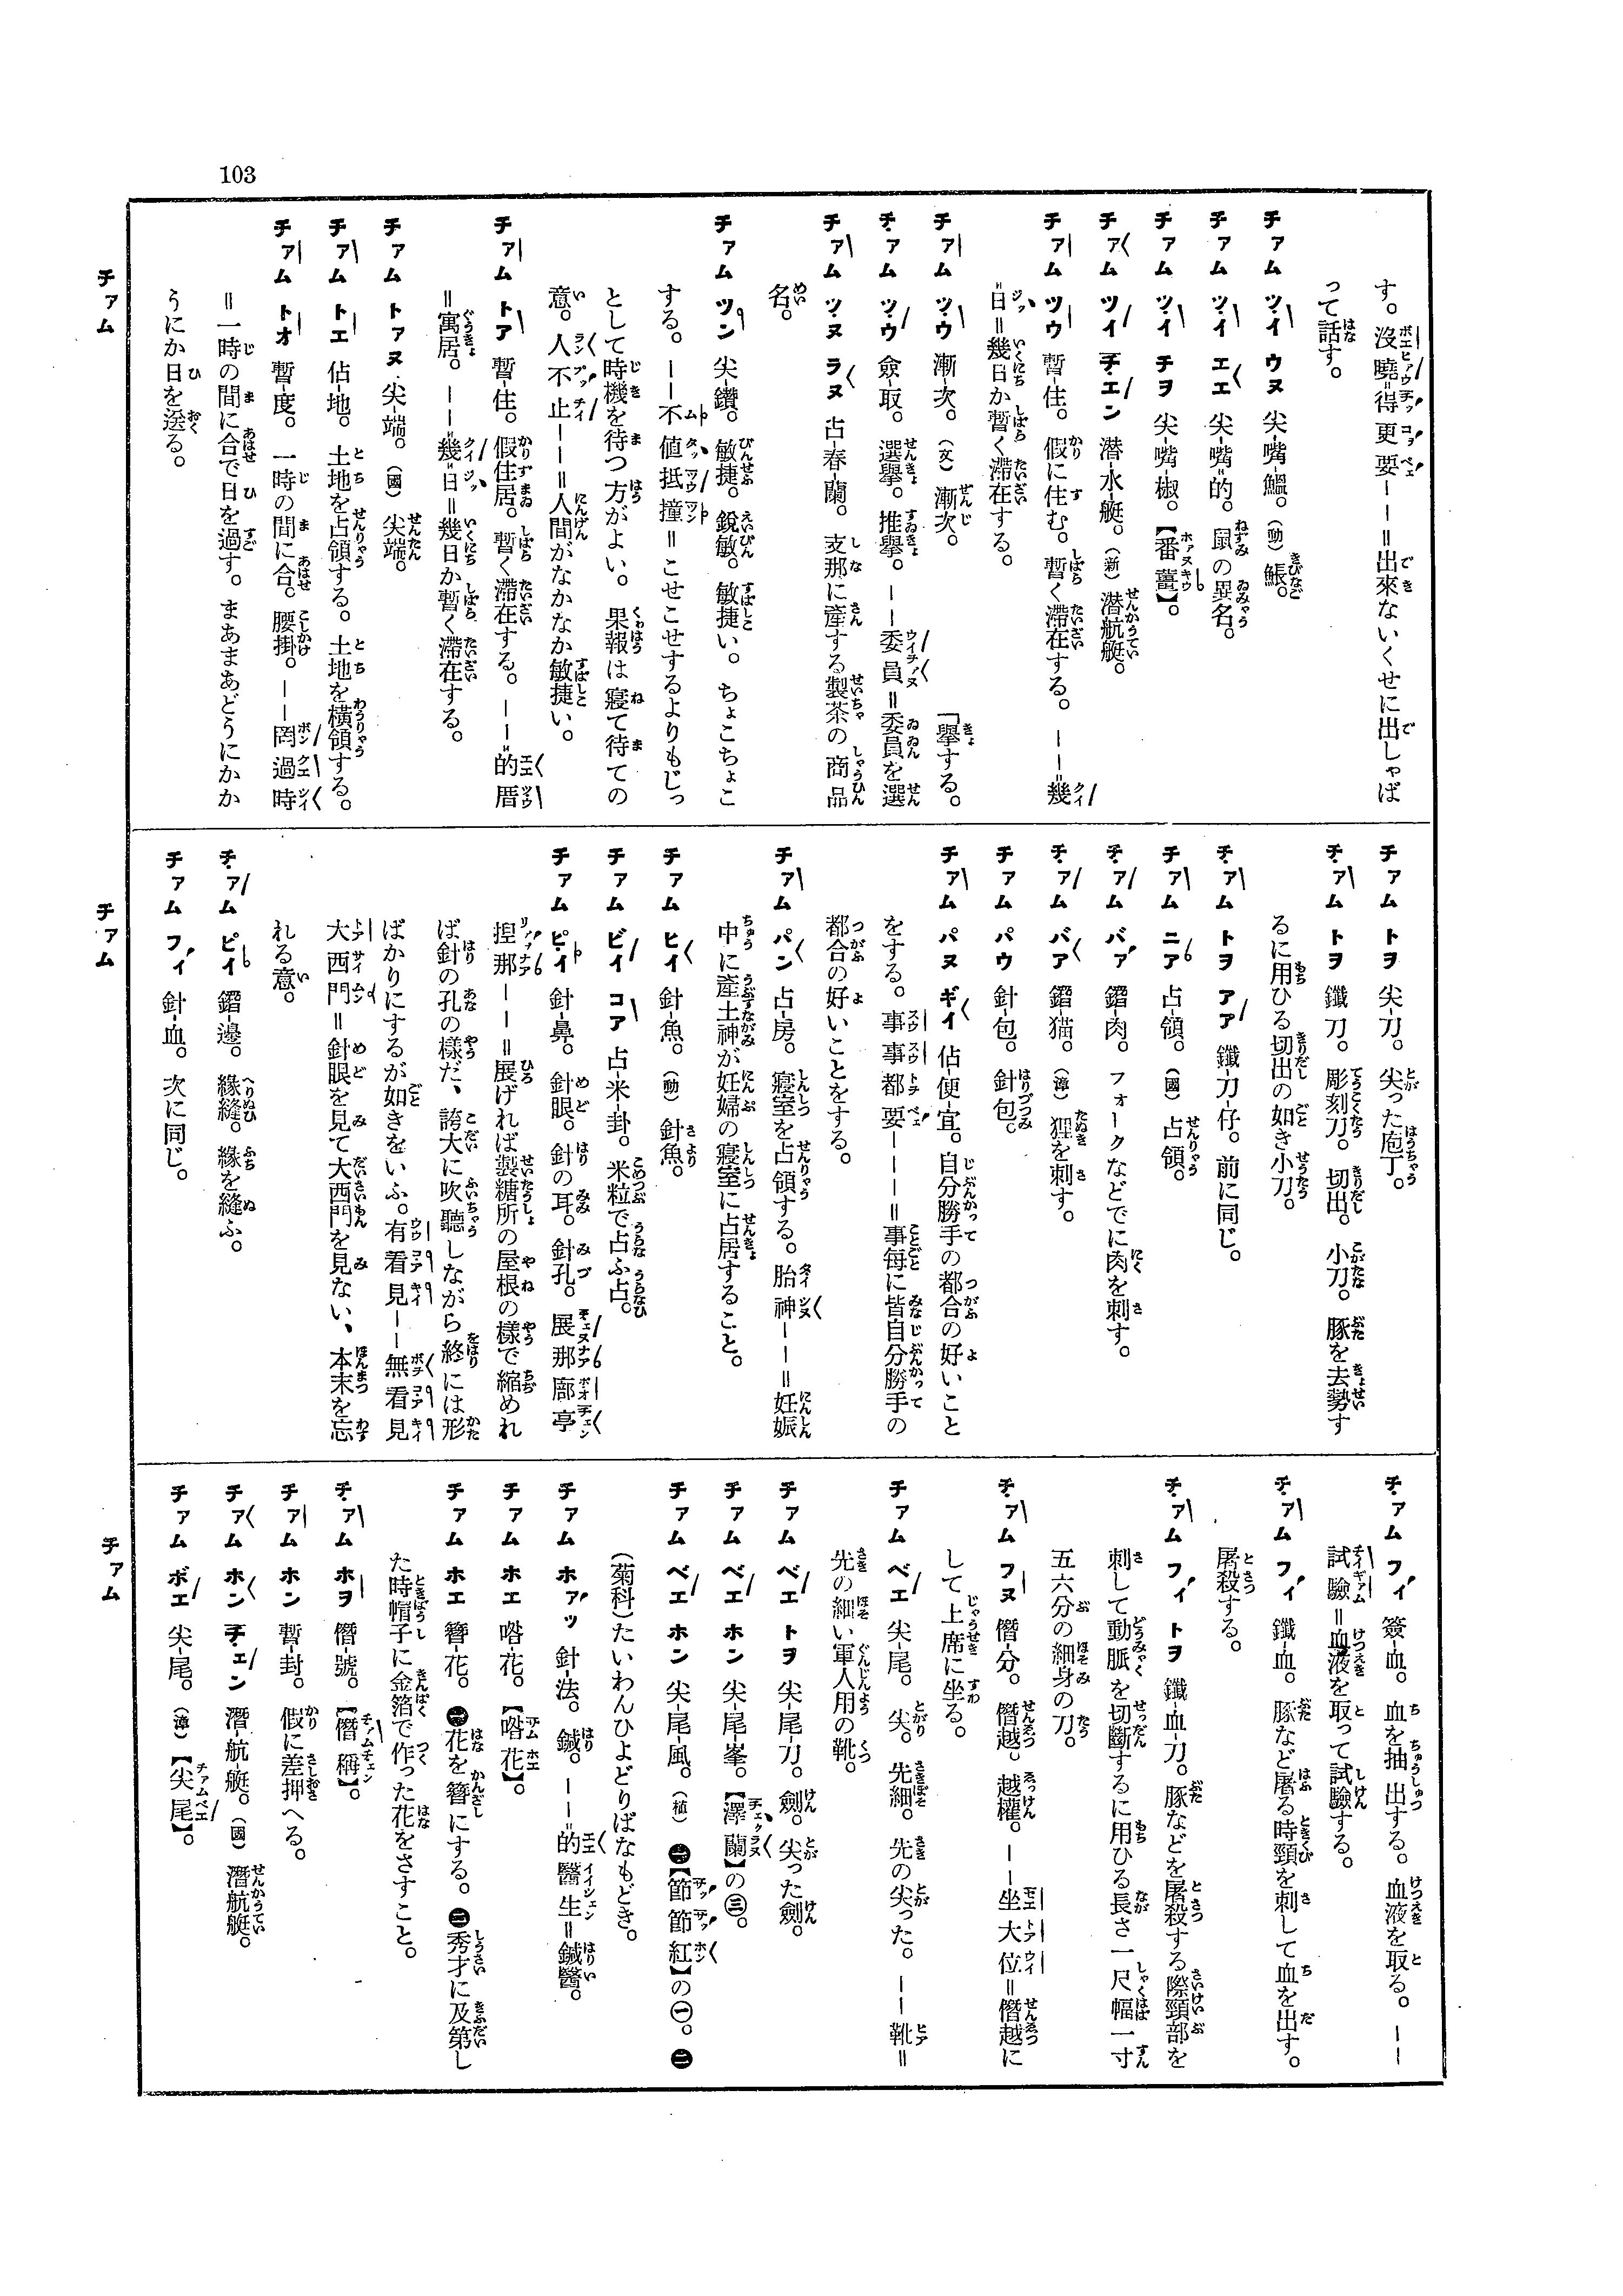 103
す。沒曉=得更要——=出來ないくせに出しゃば
って話す。
チァム ツィ ウヌ 尖-嘴-鰮。(動) 鰮。
チァム ツィ エエ 尖-嘴-的。鼠の異名。
チァム ツィ チヲ 尖-嘴-椒。【番薑】。
チァム ツイ チエン 潜-水-艇。(新) 潜航艇。
チァム ツウ 暫-住。假に住む。暫く滯在する。——=幾
=日=幾日か暫く滯在する。
チァム ツウ 漸-次。(文) 漸次。
チァム ツウ 僉-取。選擧。推擧。——委員=委員を選
「擧する。
チァム ツヌ ラヌ 占-春-蘭。支那に産する製茶の商品
名。
チァム ツン 尖-鑽。敏捷。銳敏。敏捷い。ちょこちょこ
する。——不値抵撞=こせこせするよりもじっ
として時機を待つ方がよい。果報は寢て待ての
意。人不止——=人間がなかなか敏捷い。
チァム トア 暫-住。假住居。暫く滯在する。——=的厝
=寓居。——=幾=日=幾日か暫く滯在する。
チァム トァヌ 尖-端。(國) 尖端。
チァム トエ 佔-地。土地を占領する。土地を橫領する。
チァム トオ 暫-度。一時の間に合。腰掛。——罔過時
=一時の間に合で日を過す。まあまあどうにかか
うにか日を送る。
チァム トヲ 尖-刀。尖った庖丁。
チァム トヲ 鑱刀。彫刻刀。切出。小刀。豚を去勢す
るに用ひる切出の如き小刀。
チァム トヲ アア 鑱-刀-仔。前に同じ。
チァム ニア 占-領。(國) 占領。
チァム バァ 鏨-肉。フォークなどでに肉を刺す。
チァム バア 鏨-猫。(漳) 狸を刺す。
チァム パウ 針-包。針包。
チァム パヌ ギイ 佔-便-宜。自分勝手の都合の好いこと
をする。事事都要———=事每に皆自分勝手の
都合の好いことをする。
チァム パン 占-房。寢室を占領する。胎神——=妊娠
中に産土神が妊婦の寢室に占居すること。
チァム ヒイ 針-魚。(動) 針魚。
チァム ビイ コア 占-米-卦。米粒で占ふ占。
チァム ピイ 針-鼻。針眼。針の耳。針孔。展那廍亭
揑那——=展げれば製糖所の屋根の樣で縮めれ
ば針の孔の樣だ、誇大に吹聽しながら終には形
ばかりにするが如きをいふ。有看見——無看見
大西門=針眼を見て大西門を見ない、本末を忘
れる意。
チァム ピイ 鏨-邊。緣縫。緣を縫ふ。
チァム フィ 針-血。次に同じ。
チァム フィ 簽-血。血を抽出する。血液を取る。——
試驗=血液を取って試驗する。
チァム フィ 鑱-血。豚など屠る時頸を刺して血を出す。
屠殺する。
チァム フィ トヲ 鑱-血-刀。豚などを屠殺する際頸部を
刺して動脈を切斷するに用ひる長さ一尺幅一寸
五六分の細身の刀。
チァム フヌ 僭-分。僭越。越權。——坐大位=僭越に
して上席に坐る。
チァム ベエ 尖-尾。尖。先細。先の尖った。——靴=
先の細い軍人用の靴。
チァム ベエ トヲ 尖-尾-刀。劍。尖った劍。
チァム ベエ ホン 尖-尾-峯。【澤蘭】の㊂。
チァム ベエ ホン 尖-尾-風。(植) ㊀【節節紅】の㊀。㊁
(菊科)たいわんひよどりばなもどき。
チァム ホァッ 針-法。鍼。——=的醫生=鍼醫。
チァム ホエ 喒-花。【喒花】。
チァム ホエ 簪-花。㊀花を簪にする。㊁秀才に及第し
た時帽子に金箔で作った花をさすこと。
チァム ホヲ 僭-號。【僭稱】。
チァム ホン 暫-封。假に差押へる。
チァム ホン チェン 潛-航-艇。(國) 潛航艇。
チァム ボエ 尖-尾。(漳)【尖尾】。
チァム
チァム
チァム